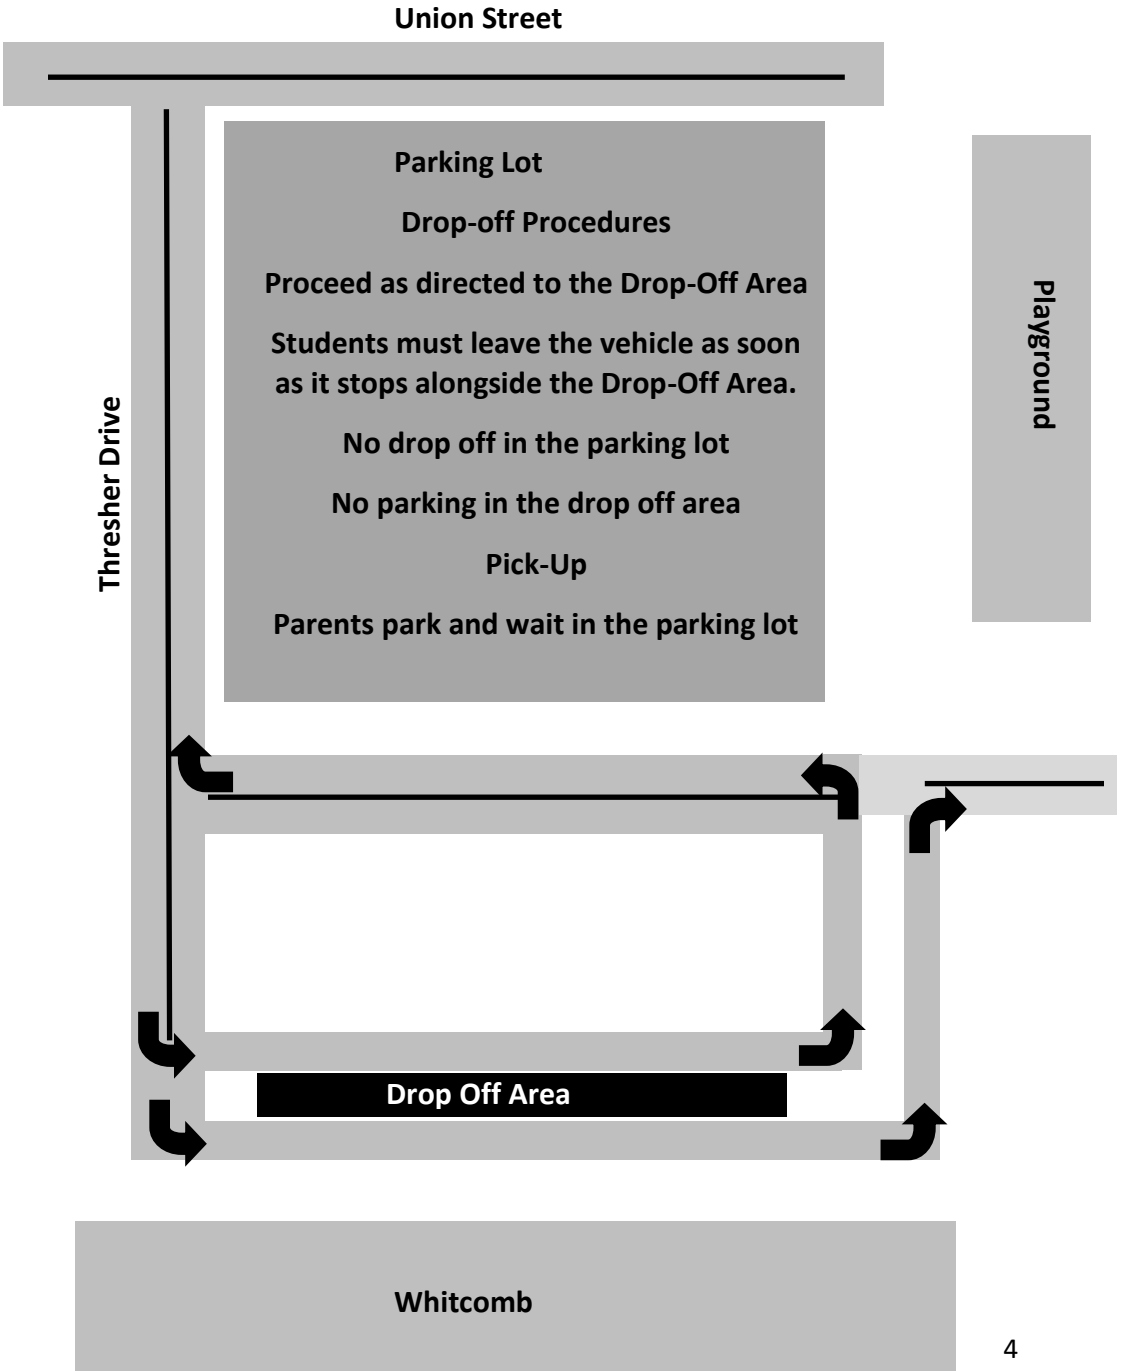 Union Street
Parking Lot
Drop-off Procedures
Proceed as directed to the Drop-Off Area
Students must leave the vehicle as soon
as it stops alongside the Drop-Off Area.
No drop off in the parking lot
No parking in the drop off area
Pick-Up
Parents park and wait in the parking lot
Thresher Drive
Playground
Drop Off Area
Whitcomb
4